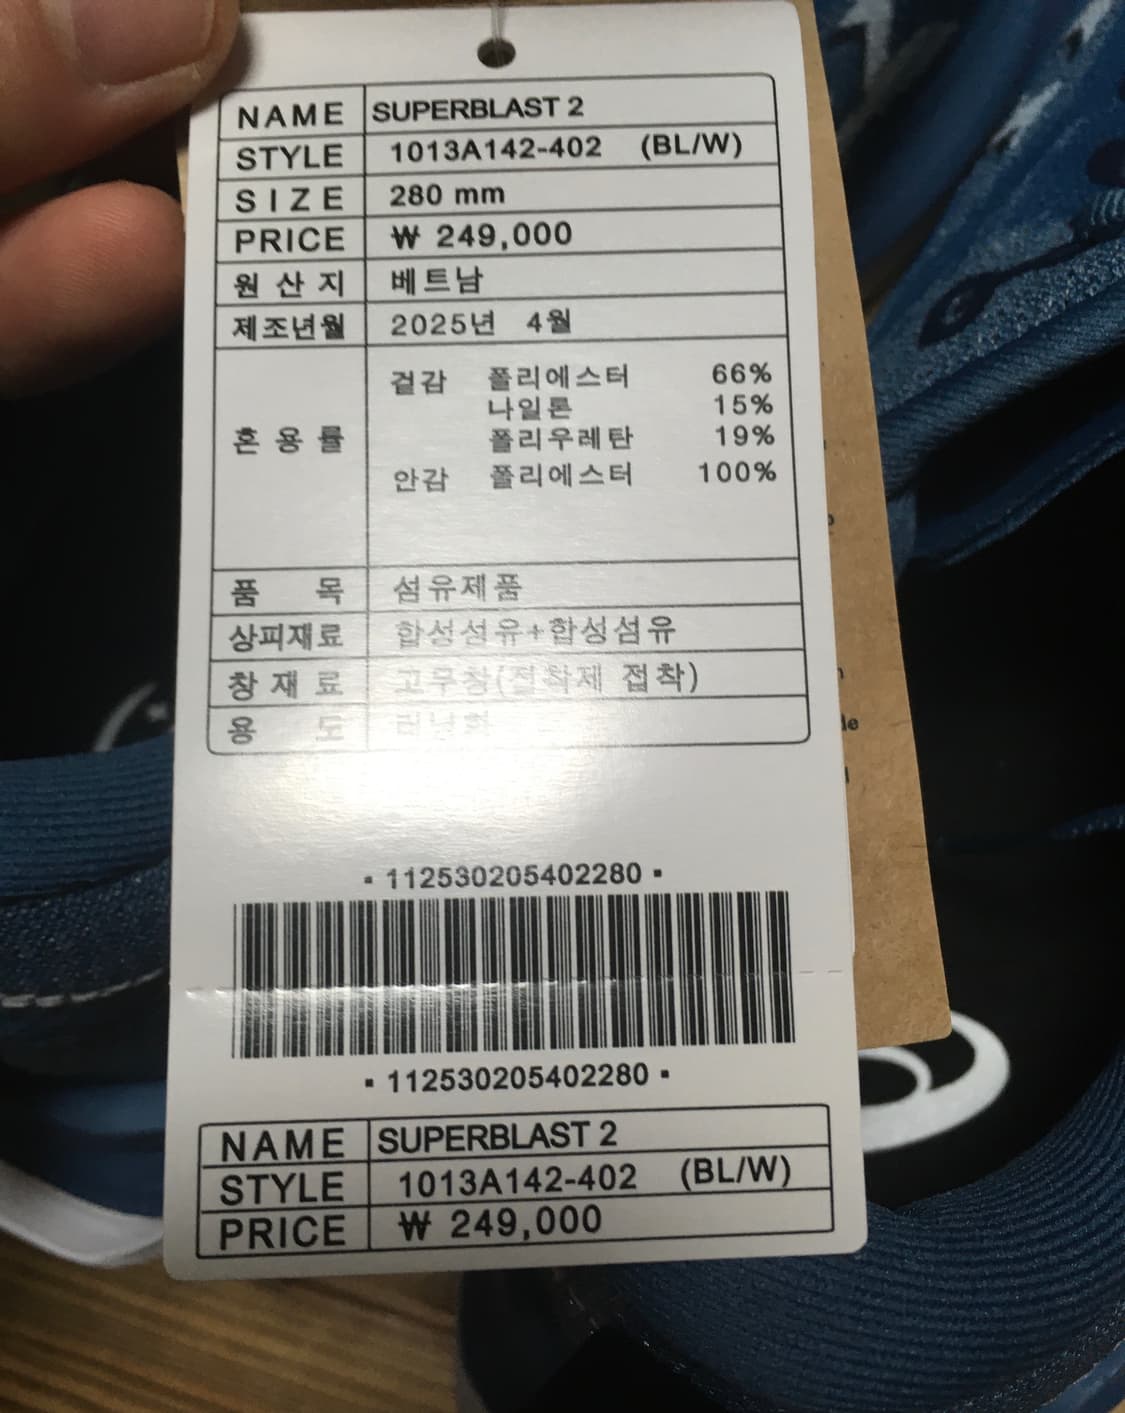 NAME SUPERBLAST 2
STYLE 1013A142-402 (BL/W)
SIZE 280 mm
PRICE ₩ 249,000
원산지 베트남
제조년월 2025년 4월
겉감 폴리에스터 66%
나일론 15%
혼용률 폴리우레탄 19%
안감 폴리에스터 100%
품목 섬유제품
상피재료 합성섬유+합성섬유
창재료 고무창(접착제 접착)
용도 러닝화
▪ 112530205402280 ▪
▪ 112530205402280 ▪
NAME SUPERBLAST 2
STYLE 1013A142-402 (BL/W)
PRICE ₩ 249,000